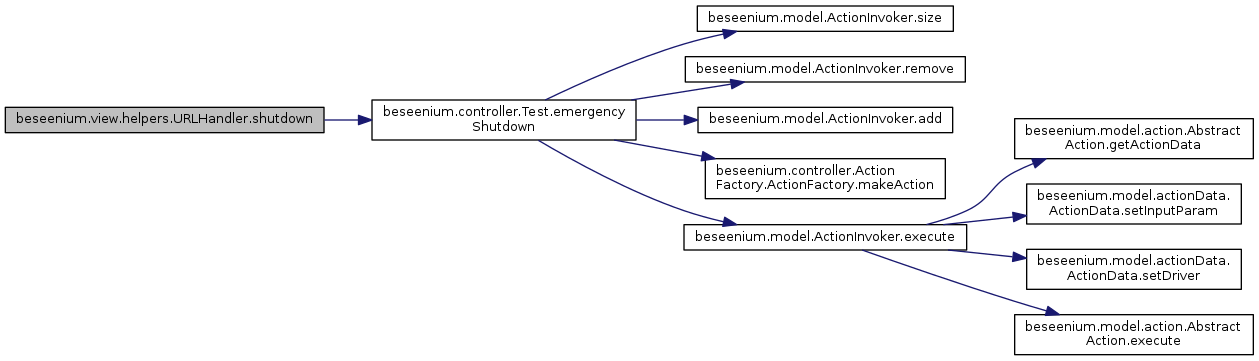 beseenium.view.helpers.URLHandler.shutdown
beseenium.controller.Test.emergency
Shutdown
beseenium.model.ActionInvoker.size
beseenium.model.ActionInvoker.remove
beseenium.model.ActionInvoker.add
beseenium.controller.Action
Factory.ActionFactory.makeAction
beseenium.model.ActionInvoker.execute
beseenium.model.action.Abstract
Action.getActionData
beseenium.model.actionData.
ActionData.setInputParam
beseenium.model.actionData.
ActionData.setDriver
beseenium.model.action.Abstract
Action.execute